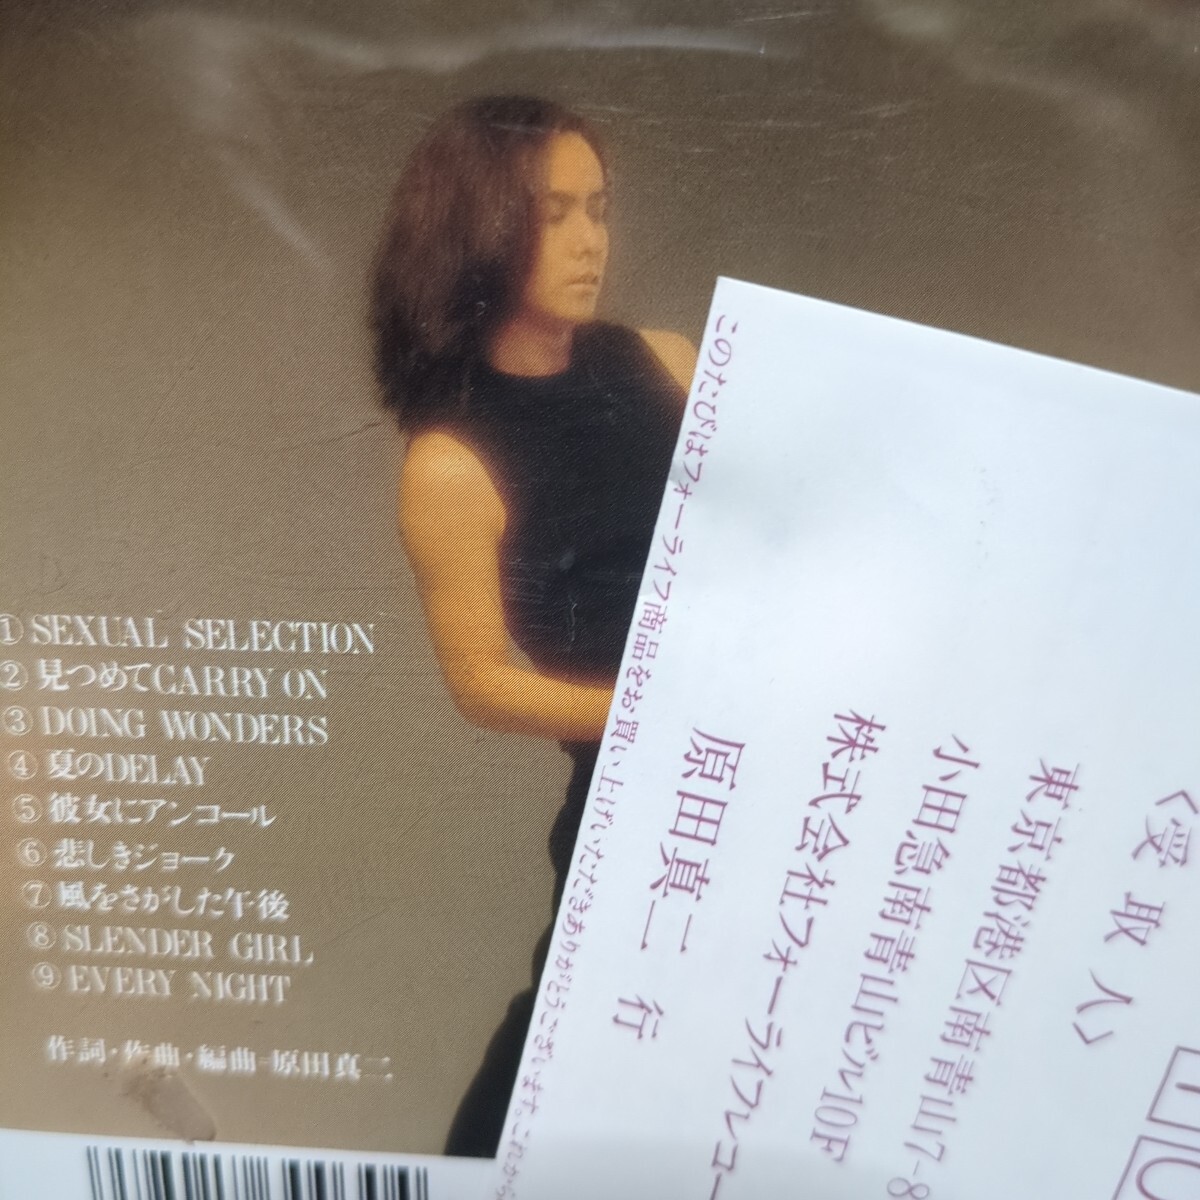 ① SEXUAL SELECTION
② 見つめてCARRY ON
③ DOING WONDERS
④ 夏のDELAY
⑤ 彼女にアンコール
⑥ 悲しきジョーク
⑦ 風をさがした午後
⑧ SLENDER GIRL
⑨ EVERY NIGHT
作詞・作曲・編曲=原田真二
〈受取人〉
東京都港区南青山7-8
小田急南青山ビル10F
株式会社フォーライフレコー
原田真二 行
このたびはフォーライフ商品をお買い上げいただきありがとうございます。これから